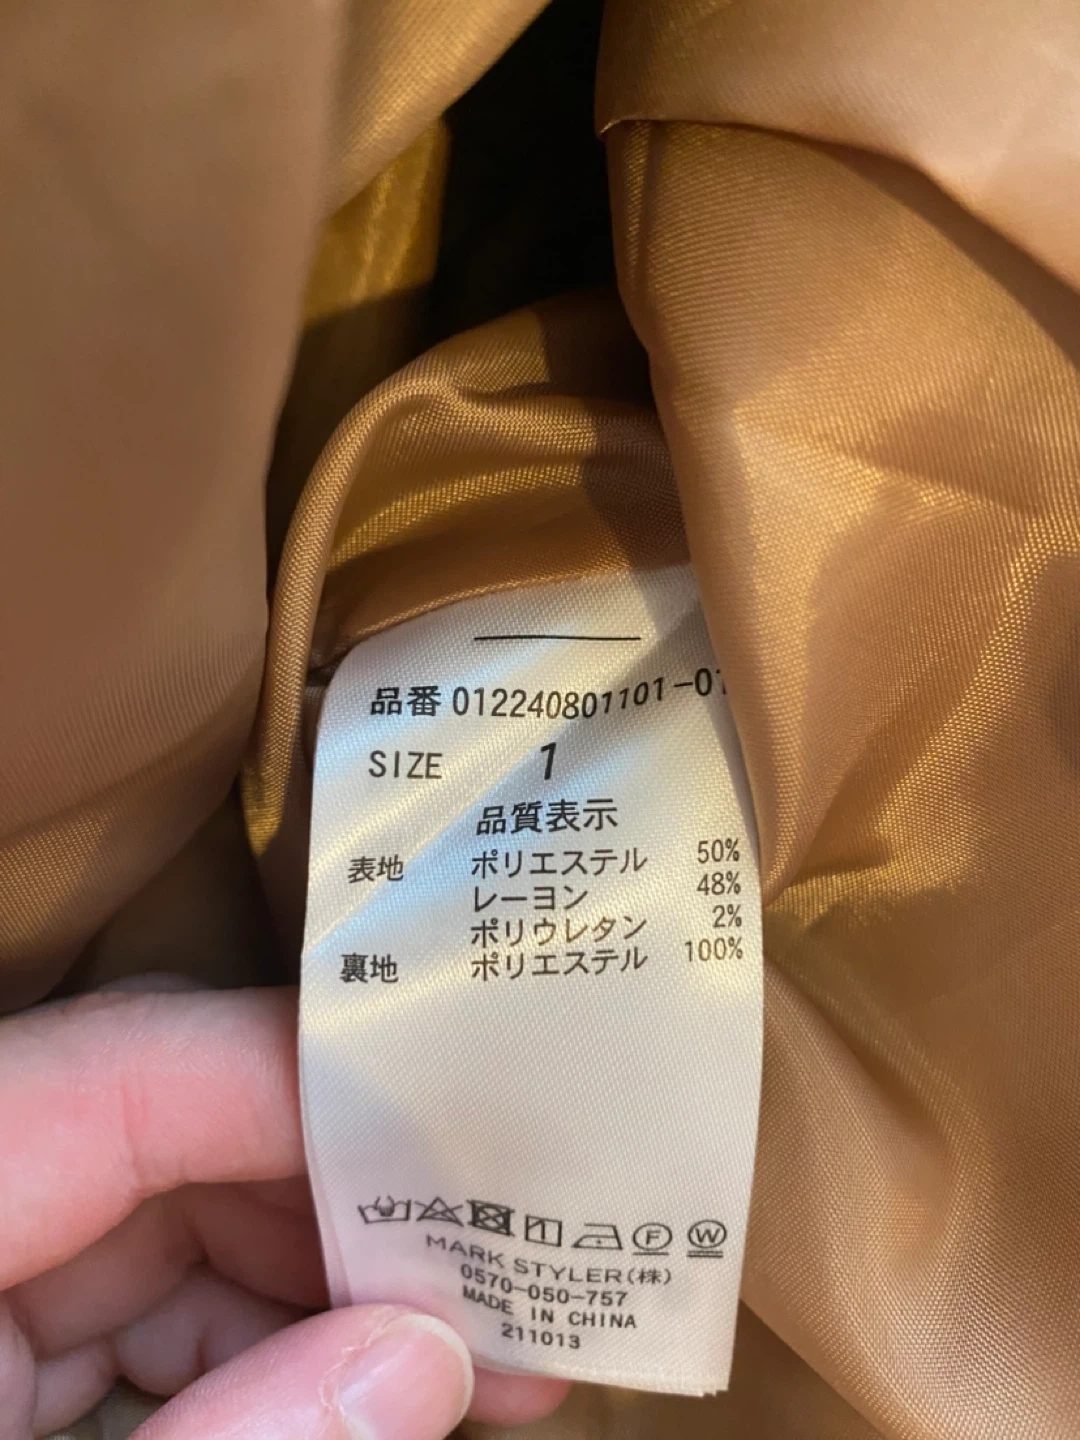 品番 012240801101-01
SIZE 1
品質表示
表地 ポリエステル 50%
レーヨン 48%
ポリウレタン 2%
裏地 ポリエステル 100%
F W
MARK STYLER(株)
0570-050-757
MADE IN CHINA
211013